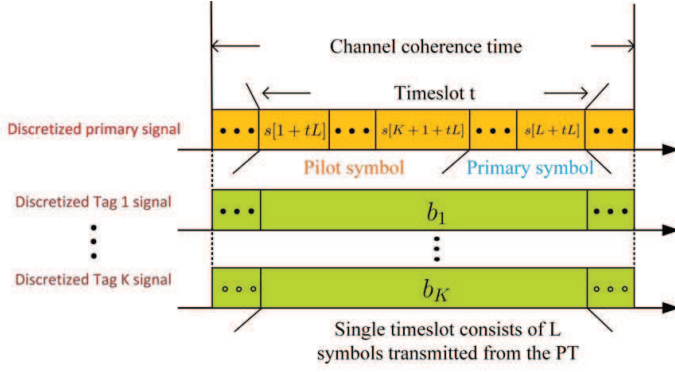 Channel coherence time
Timeslot t
Discretized primary signal
• • • s[1 + tL] • • • s[K + 1 + tL] • • • s[L + tL] • • •
Pilot symbol Primary symbol
Discretized Tag 1 signal
• • • b₁ • • •
Discretized Tag K signal
∘ ∘ ∘ b_K ∘ ∘ ∘
Single timeslot consists of L
symbols transmitted from the PT